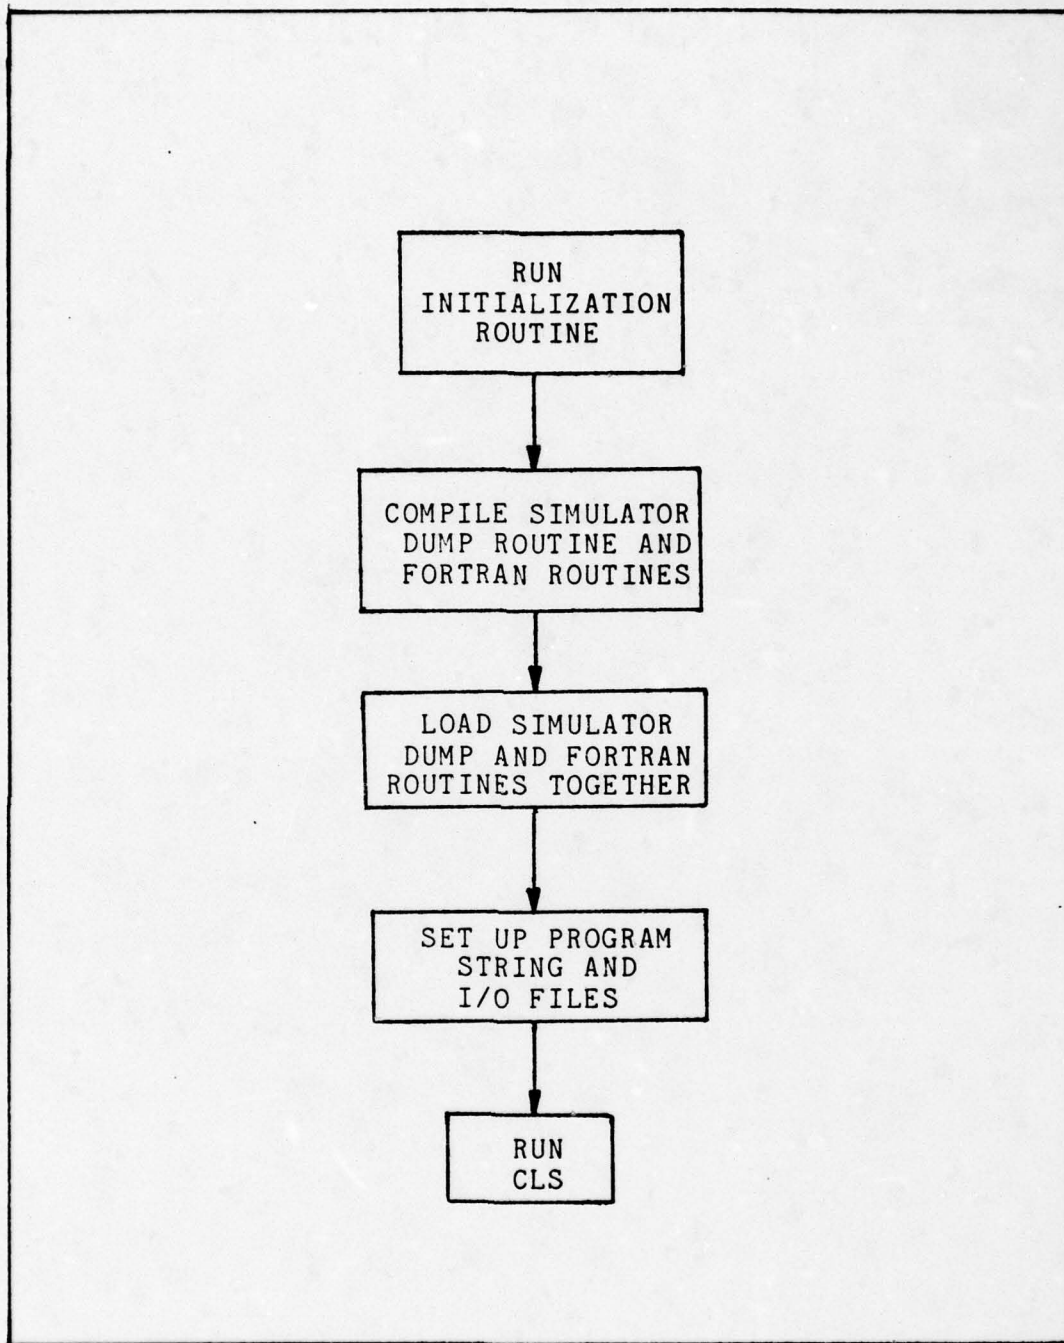 RUN
INITIALIZATION
ROUTINE
COMPILE SIMULATOR
DUMP ROUTINE AND
FORTRAN ROUTINES
LOAD SIMULATOR
DUMP AND FORTRAN
ROUTINES TOGETHER
SET UP PROGRAM
STRING AND
I/O FILES
RUN
CLS